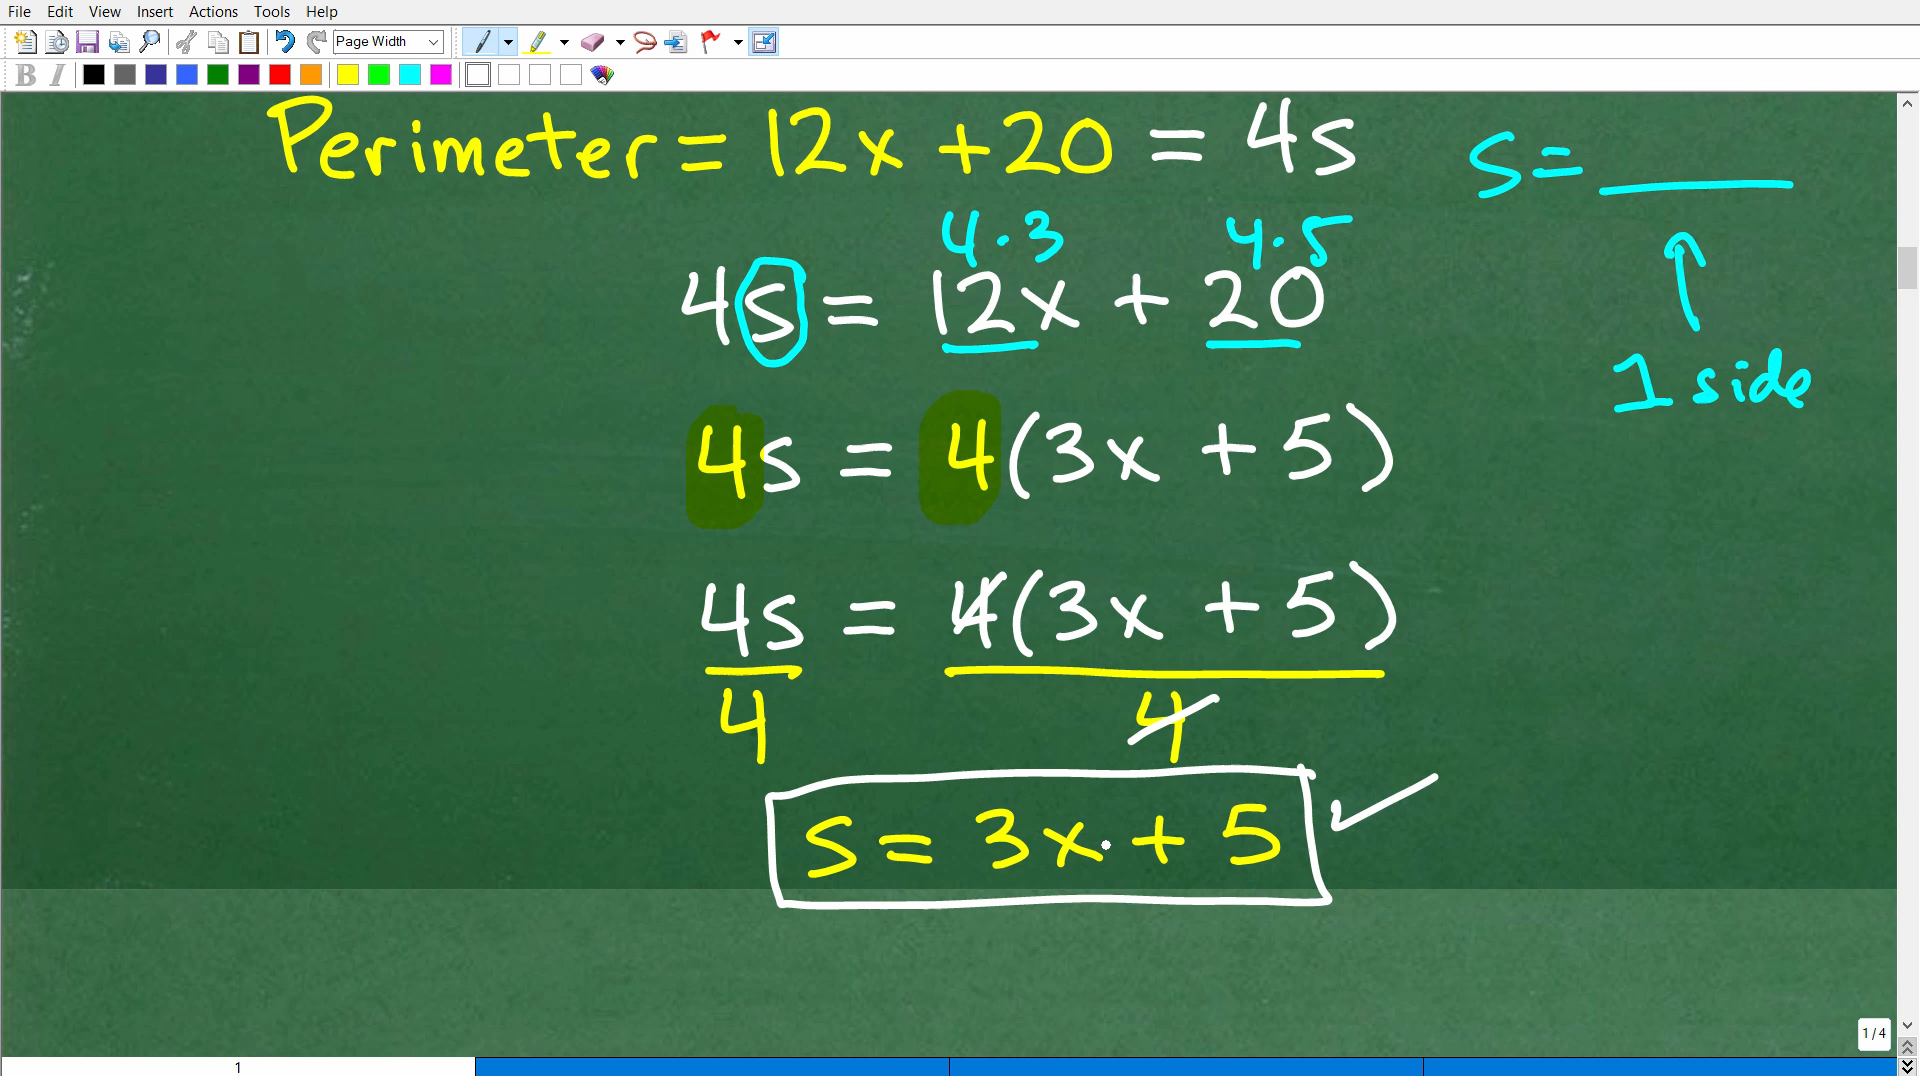 File Edit View Insert Actions Tools Help
Page Width
B I
Perimeter = 12x + 20 = 4s
s = ____
4·3 4·5
4s = 12x + 20
1 side
4s = 4(3x + 5)
4s = 4(3x + 5)
4 4
s = 3x + 5
1 / 4
1